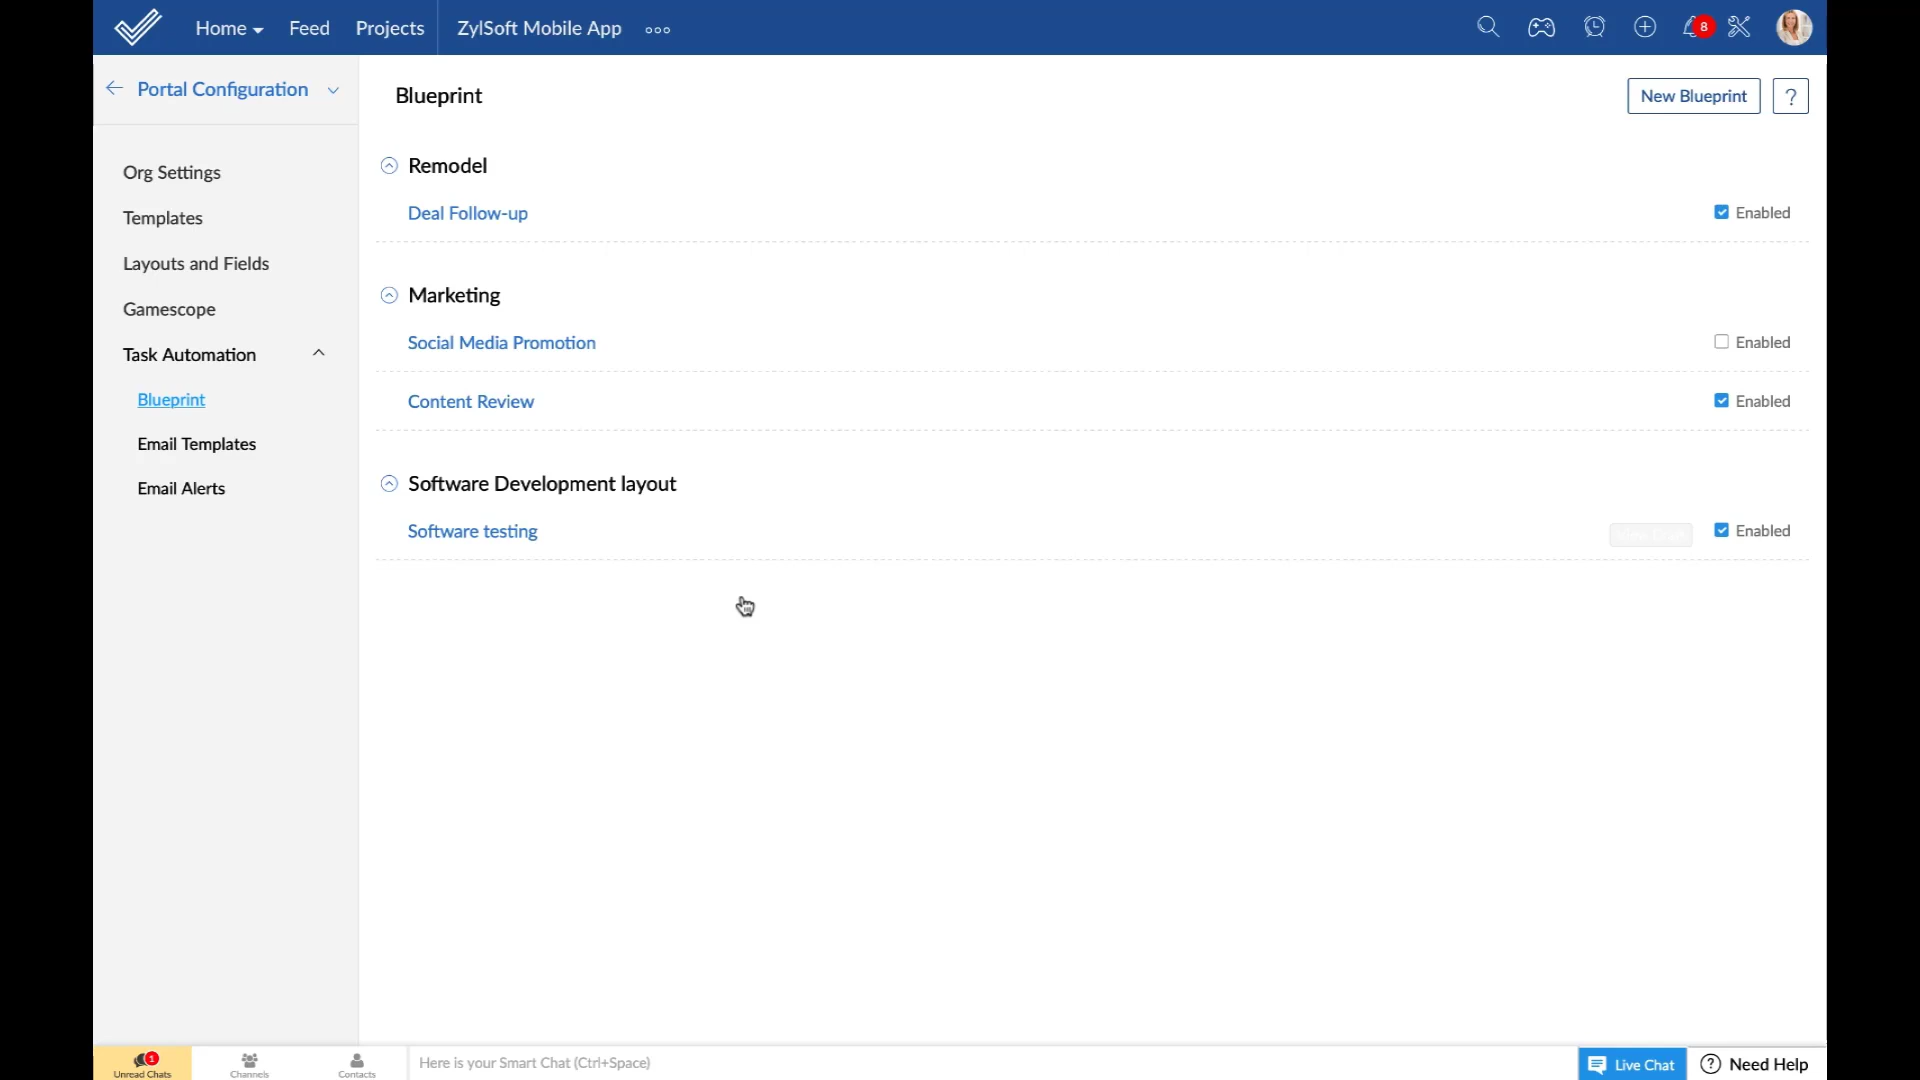 Home Feed Projects ZylSoft Mobile App
8
Portal Configuration
Blueprint
New Blueprint ?
Org Settings
Templates
Layouts and Fields
Gamescope
Task Automation
Blueprint
Email Templates
Email Alerts
Remodel
Deal Follow-up Enabled
Marketing
Social Media Promotion Enabled
Content Review Enabled
Software Development layout
Software testing Enabled
1
Unread Chats Channels Contacts
Here is your Smart Chat (Ctrl+Space)
Live Chat
? Need Help